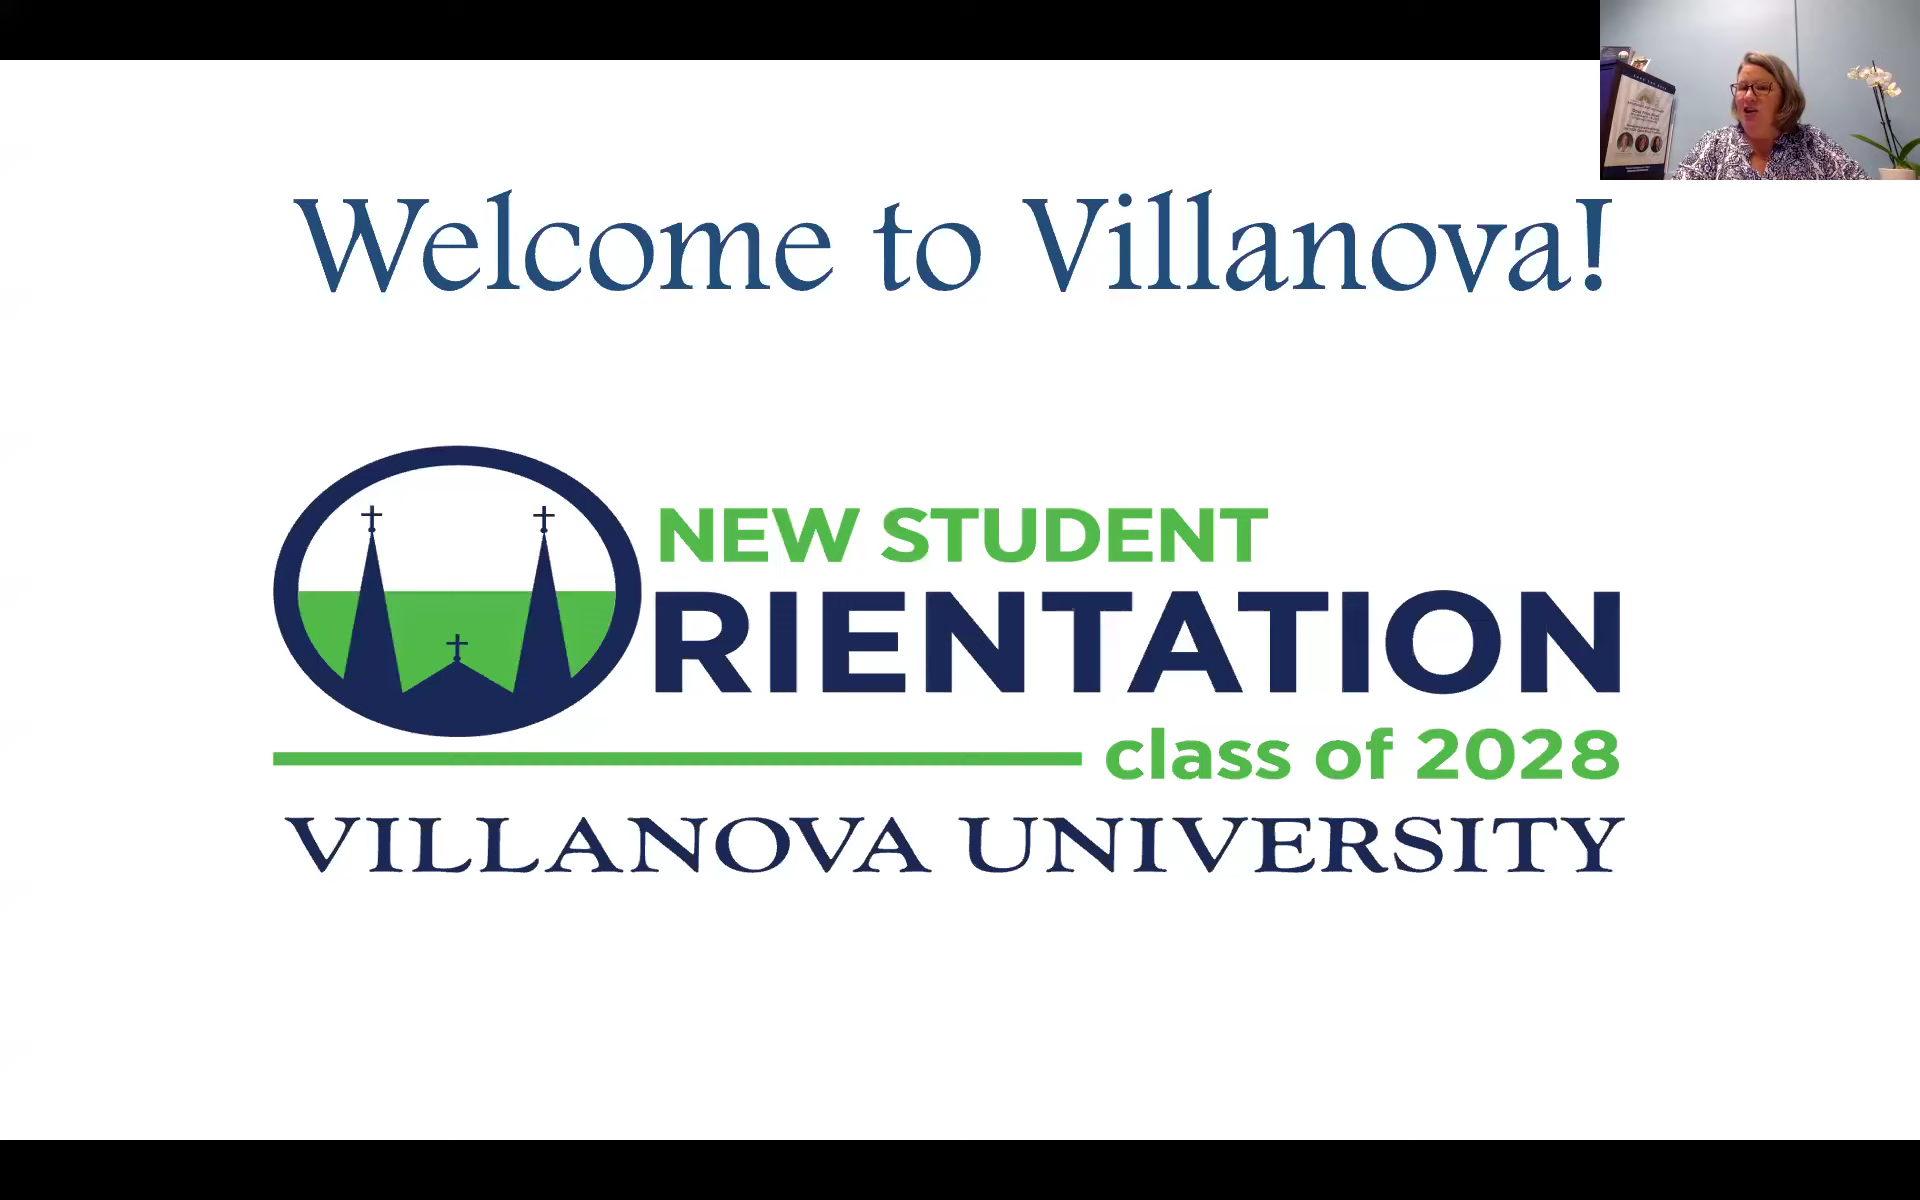 Welcome to Villanova!
NEW STUDENT
ORIENTATION
class of 2028
VILLANOVA UNIVERSITY